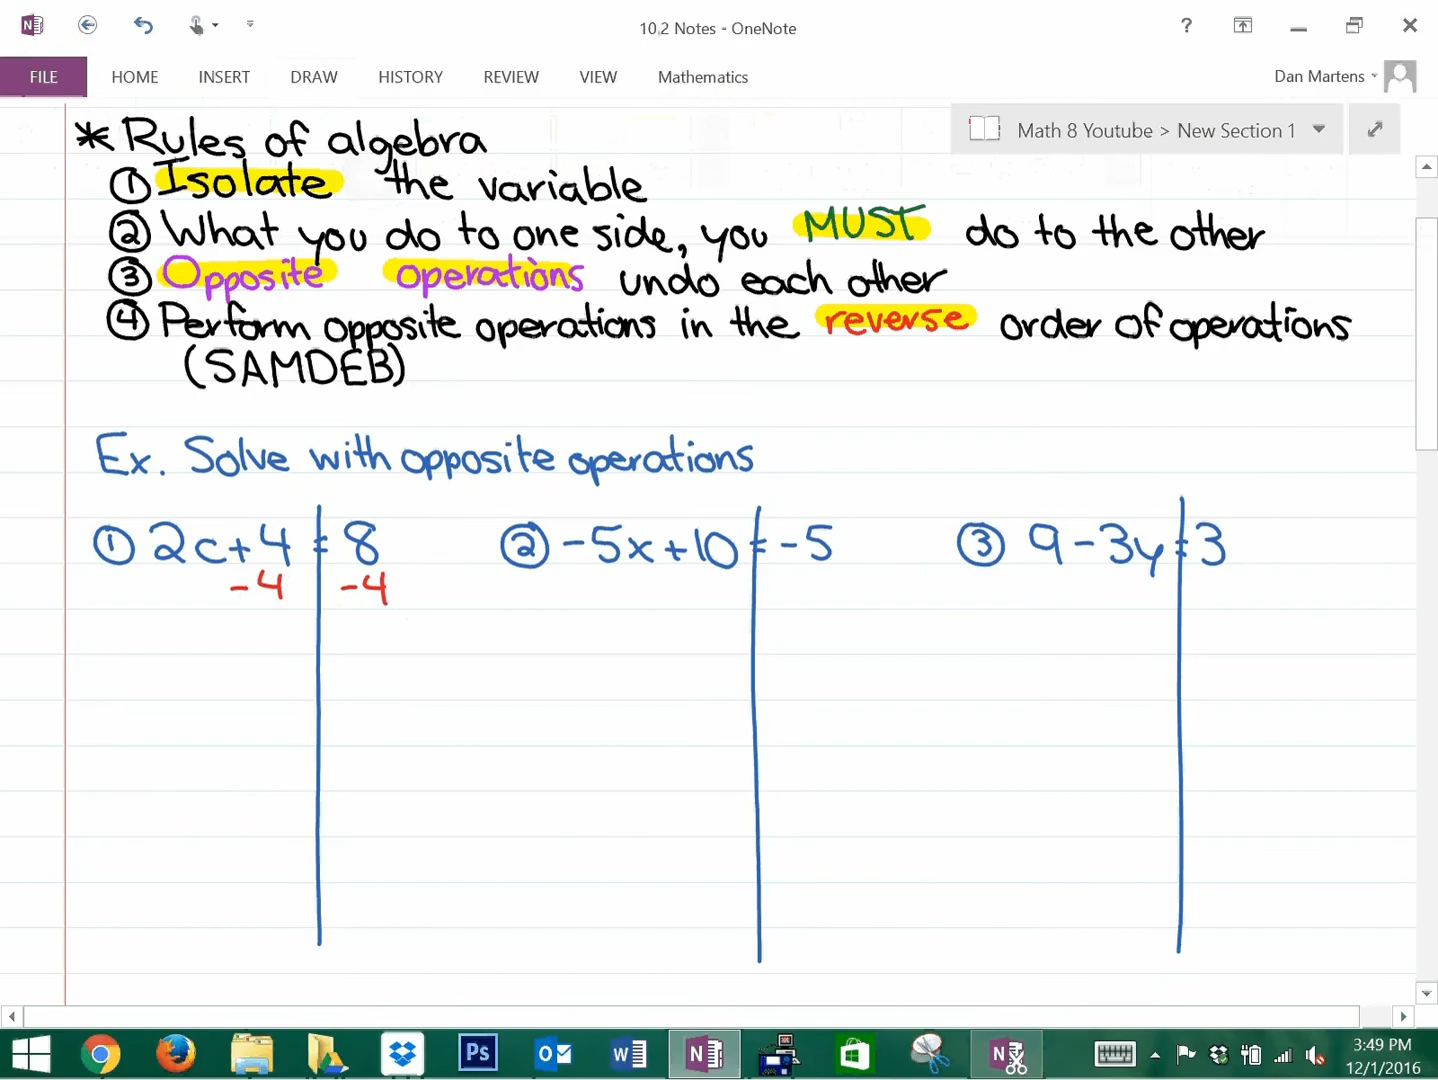 10.2 Notes - OneNote
?
FILE HOME INSERT DRAW HISTORY REVIEW VIEW Mathematics Dan Martens
Math 8 Youtube > New Section 1
* Rules of algebra
① Isolate the variable
② What you do to one side, you MUST do to the other
③ Opposite operations undo each other
④ Perform opposite operations in the reverse order of operations
(SAMDEB)
Ex. Solve with opposite operations
① 2c+4 = 8 ② -5x+10 = -5 ③ 9-3y = 3
-4 -4
3:49 PM
12/1/2016